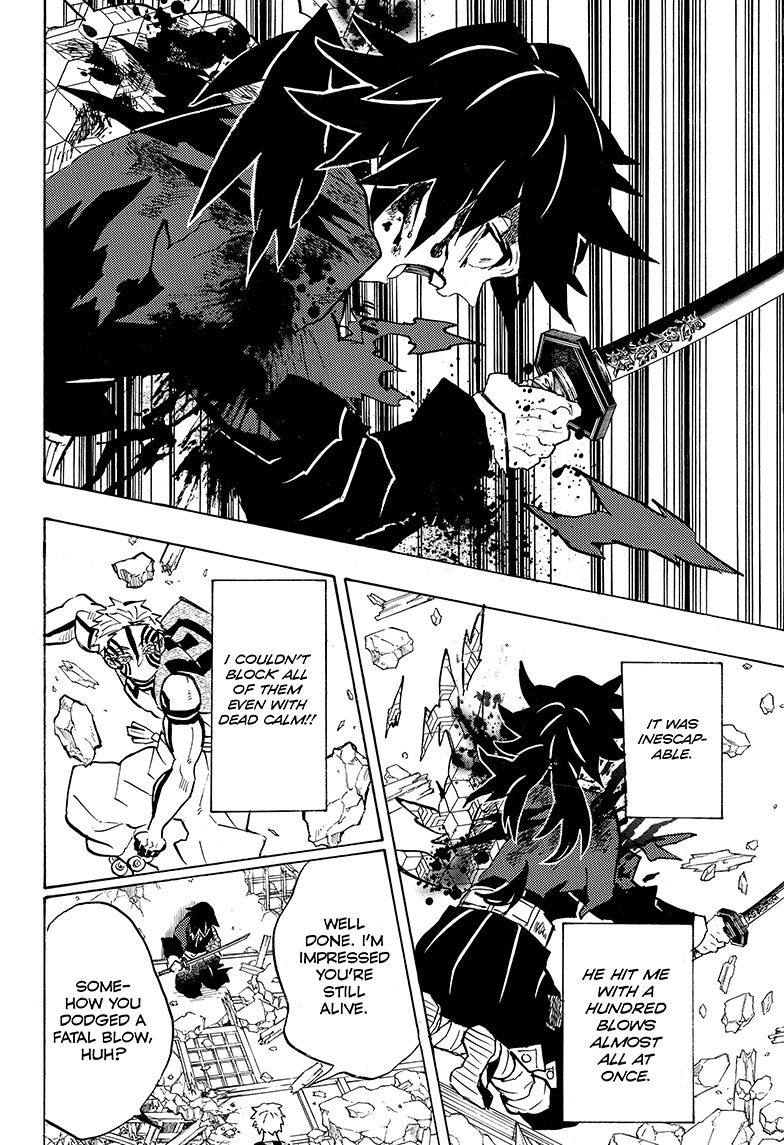 IT WAS
INESCAP-
ABLE.
HE HIT ME
WITH A
HUNDRED
BLOWS
ALMOST
ALL AT
ONCE.
I COULDN'T
BLOCK ALL
OF THEM
EVEN WITH
DEAD CALM!!
WELL
DONE. I'M
IMPRESSED
YOU'RE
STILL
ALIVE.
SOME-
HOW YOU
DODGED A
FATAL BLOW,
HUH?